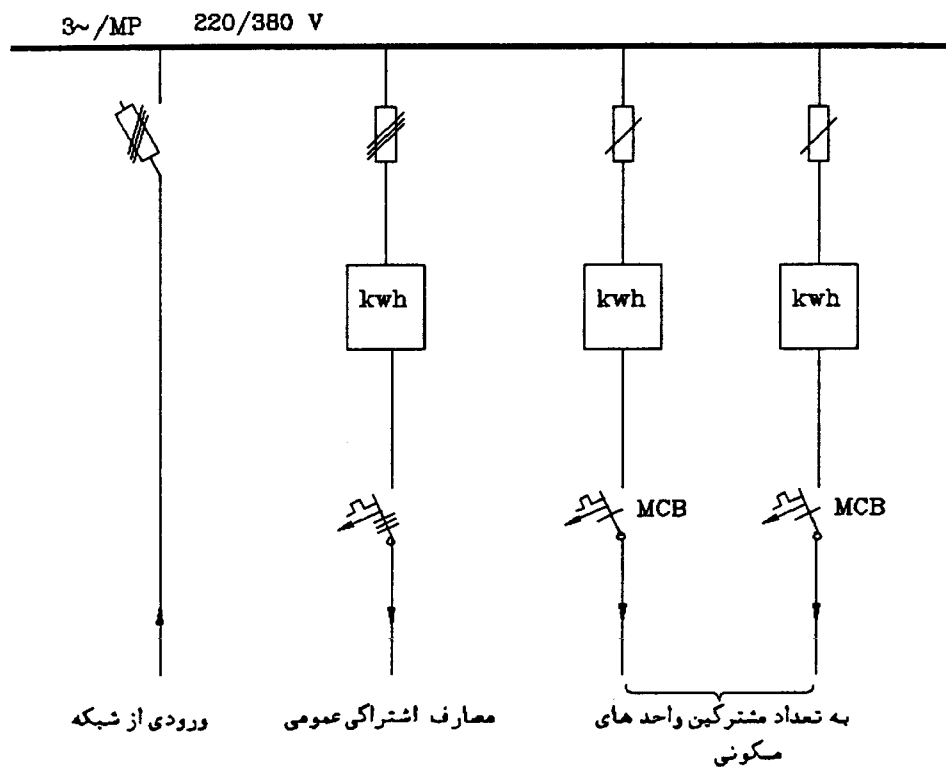 3~/MP 220/380 V
kwh kwh kwh
MCB MCB
ورودی از شبکه
مصارف اشتراکی عمومی
به تعداد مشترکین واحد های
مسکونی